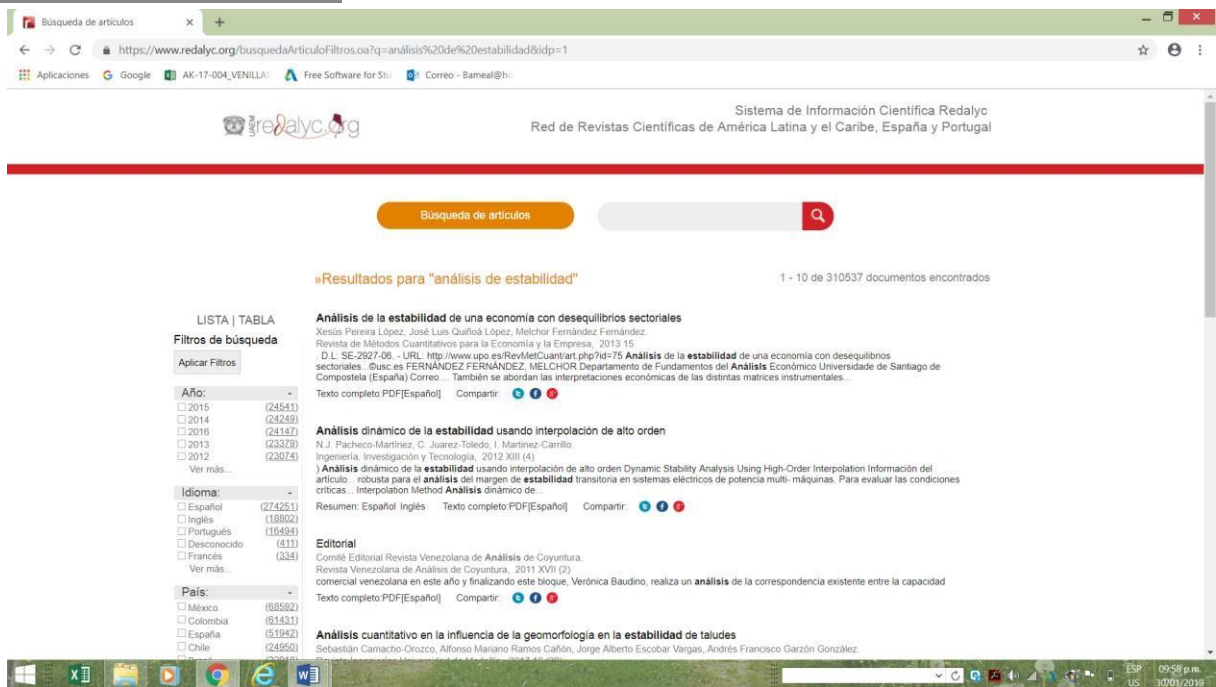 Búsqueda de artículos
https://www.redalyc.org/busquedaArticuloFiltros.oa?q=análisis%20de%20estabilidad&idp=1
Aplicaciones Google AK-17-004_VENILLA Free Software for Stu Correo - Bameal@ho
UAEM redalyc.org
Sistema de Información Científica Redalyc
Red de Revistas Científicas de América Latina y el Caribe, España y Portugal
Búsqueda de artículos
»Resultados para "análisis de estabilidad"
1 - 10 de 310537 documentos encontrados
LISTA | TABLA
Filtros de búsqueda
Aplicar Filtros
Año: -
2015 (24541)
2014 (24249)
2016 (24147)
2013 (23379)
2012 (23074)
Ver más...
Idioma: -
Español (274251)
Inglés (18802)
Portugués (16494)
Desconocido (411)
Francés (334)
Ver más...
País: -
México (68592)
Colombia (61431)
España (51942)
Chile (24950)
Análisis de la estabilidad de una economía con desequilibrios sectoriales
Xesús Pereira López, José Luis Quiñoá López, Melchor Fernández Fernández.
Revista de Métodos Cuantitativos para la Economía y la Empresa, 2013 15
. D.L: SE-2927-06. - URL: http://www.upo.es/RevMetCuant/art.php?id=75 Análisis de la estabilidad de una economía con desequilibrios
sectoriales...©usc.es FERNÁNDEZ FERNÁNDEZ, MELCHOR Departamento de Fundamentos del Análisis Económico Universidade de Santiago de
Compostela (España) Correo.... También se abordan las interpretaciones económicas de las distintas matrices instrumentales...
Texto completo:PDF[Español] Compartir:
Análisis dinámico de la estabilidad usando interpolación de alto orden
N.J. Pacheco-Martínez, C. Juarez-Toledo, I. Martinez-Carrillo.
Ingeniería. Investigación y Tecnología, 2012 XIII (4)
) Análisis dinámico de la estabilidad usando interpolación de alto orden Dynamic Stability Analysis Using High-Order Interpolation Información del
artículo... robusta para el análisis del margen de estabilidad transitoria en sistemas eléctricos de potencia multi- máquinas. Para evaluar las condiciones
críticas... Interpolation Method Análisis dinámico de...
Resumen: Español Inglés Texto completo:PDF[Español] Compartir:
Editorial
Comité Editorial Revista Venezolana de Análisis de Coyuntura.
Revista Venezolana de Análisis de Coyuntura, 2011 XVII (2)
comercial venezolana en este año y finalizando este bloque, Verónica Baudino, realiza un análisis de la correspondencia existente entre la capacidad
Texto completo:PDF[Español] Compartir:
Análisis cuantitativo en la influencia de la geomorfología en la estabilidad de taludes
Sebastián Camacho-Orozco, Alfonso Mariano Ramos Cañón, Jorge Alberto Escobar Vargas, Andrés Francisco Garzón González.
ESP 09:58 p.m.
US 30/01/2019